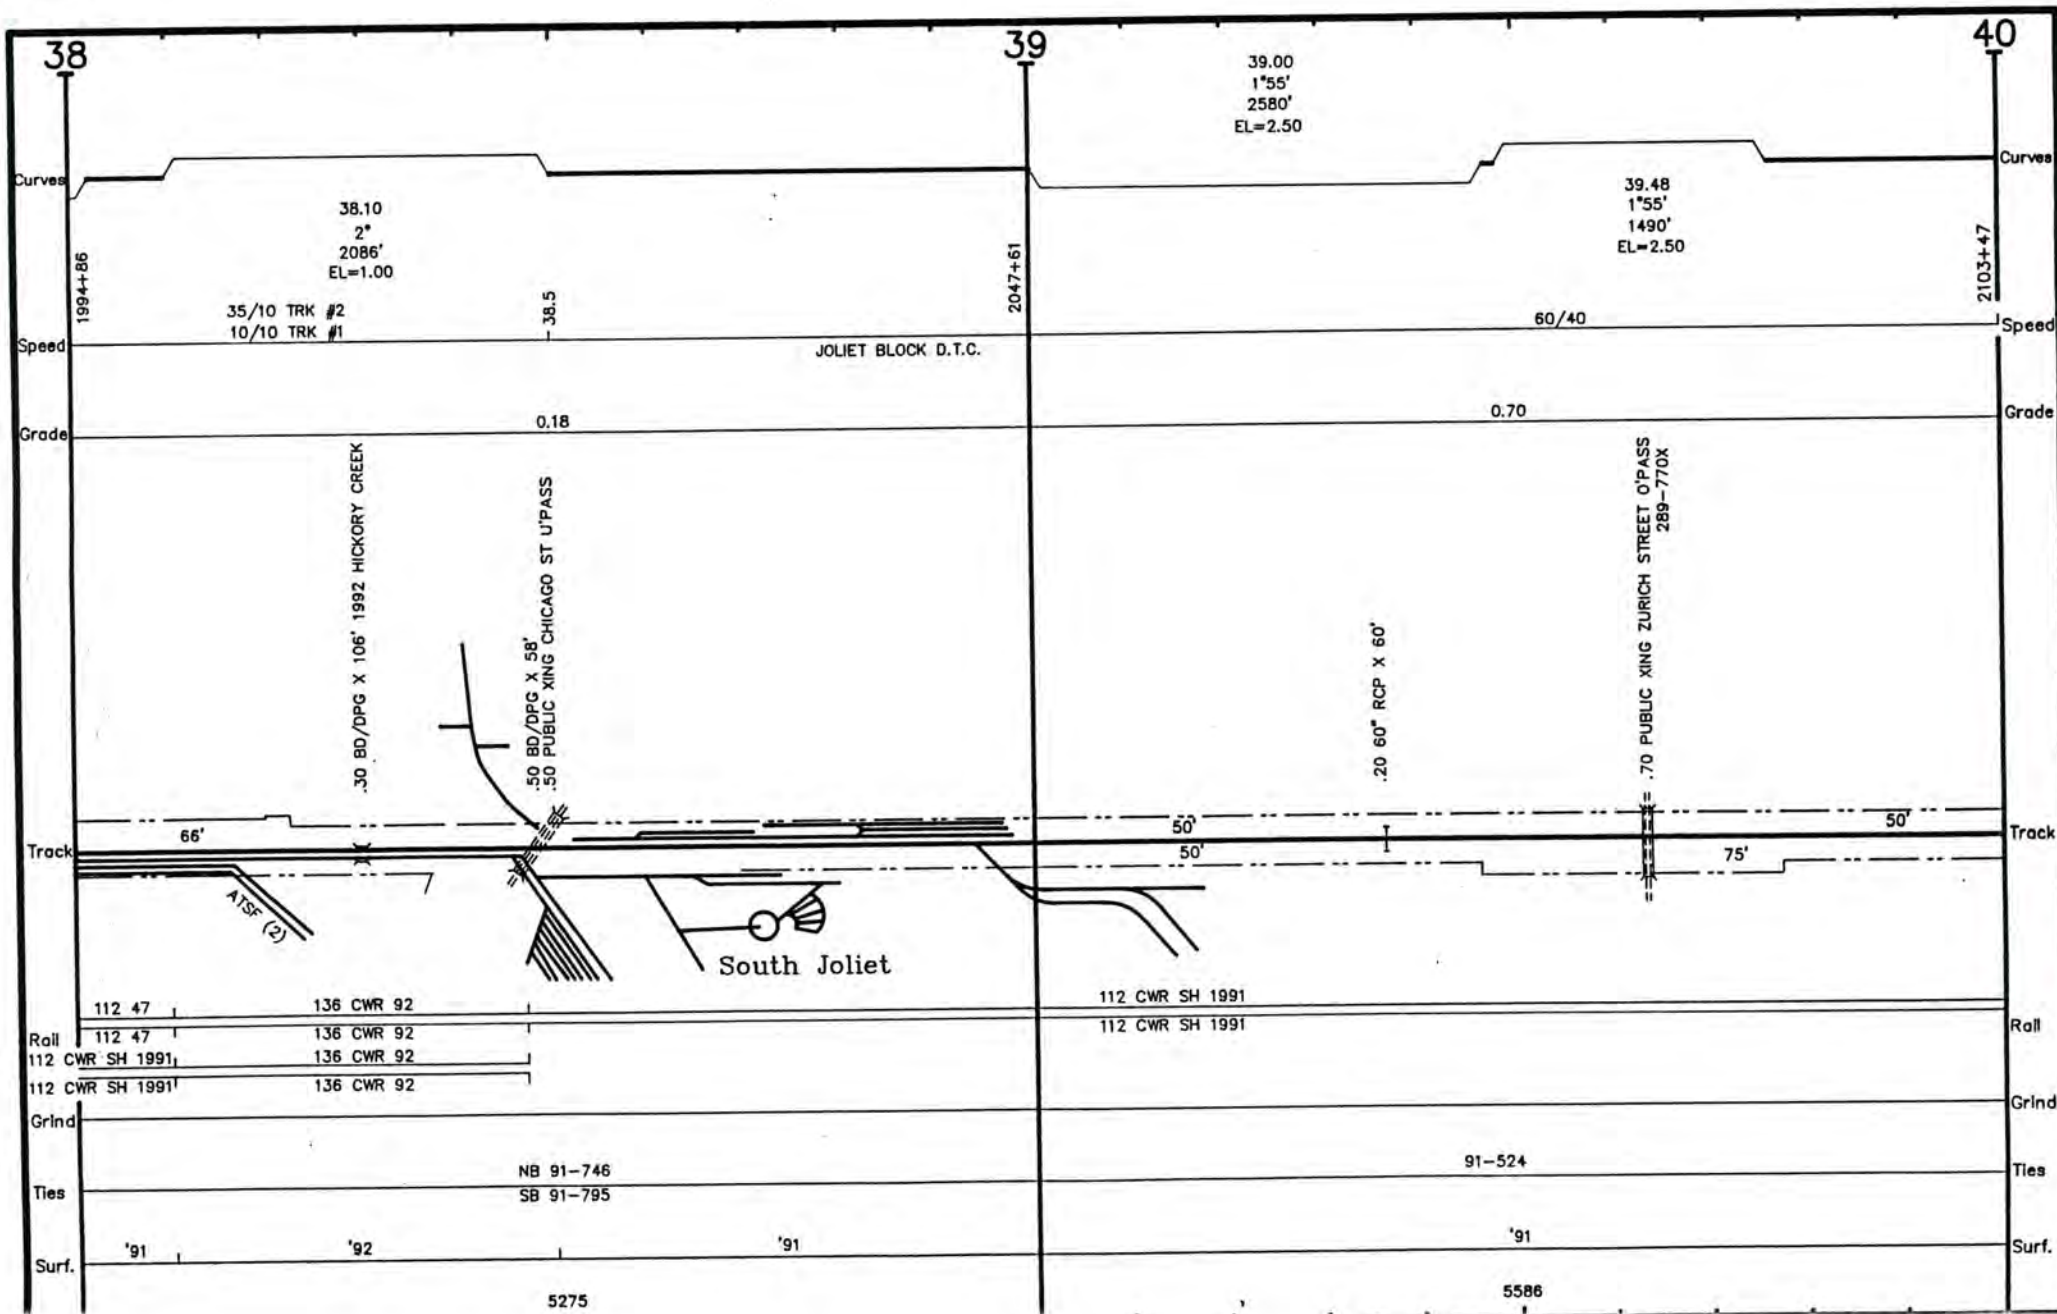 38
39
40
39.00
1°55'
2580'
EL=2.50
Curves
Curves
38.10
2°
2086'
EL=1.00
39.48
1°55'
1490'
EL=2.50
1994+86
38.5
2047+61
2103+47
35/10 TRK #2
10/10 TRK #1
60/40
Speed
Speed
JOLIET BLOCK D.T.C.
0.18
0.70
Grade
Grade
.30 BD/DPG X 106' 1992 HICKORY CREEK
.50 BD/DPG X 58'
.50 PUBLIC XING CHICAGO ST U'PASS
.20 60" RCP X 60'
.70 PUBLIC XING ZURICH STREET O'PASS
289-770X
66'
50'
50'
Track
Track
50'
75'
ATSF (2)
South Joliet
112 47
136 CWR 92
112 CWR SH 1991
Rail
112 47
136 CWR 92
112 CWR SH 1991
Rail
112 CWR SH 1991
136 CWR 92
112 CWR SH 1991
136 CWR 92
Grind
Grind
NB 91-746
91-524
Ties
SB 91-795
Ties
'91
'92
'91
'91
Surf.
Surf.
5275
5586